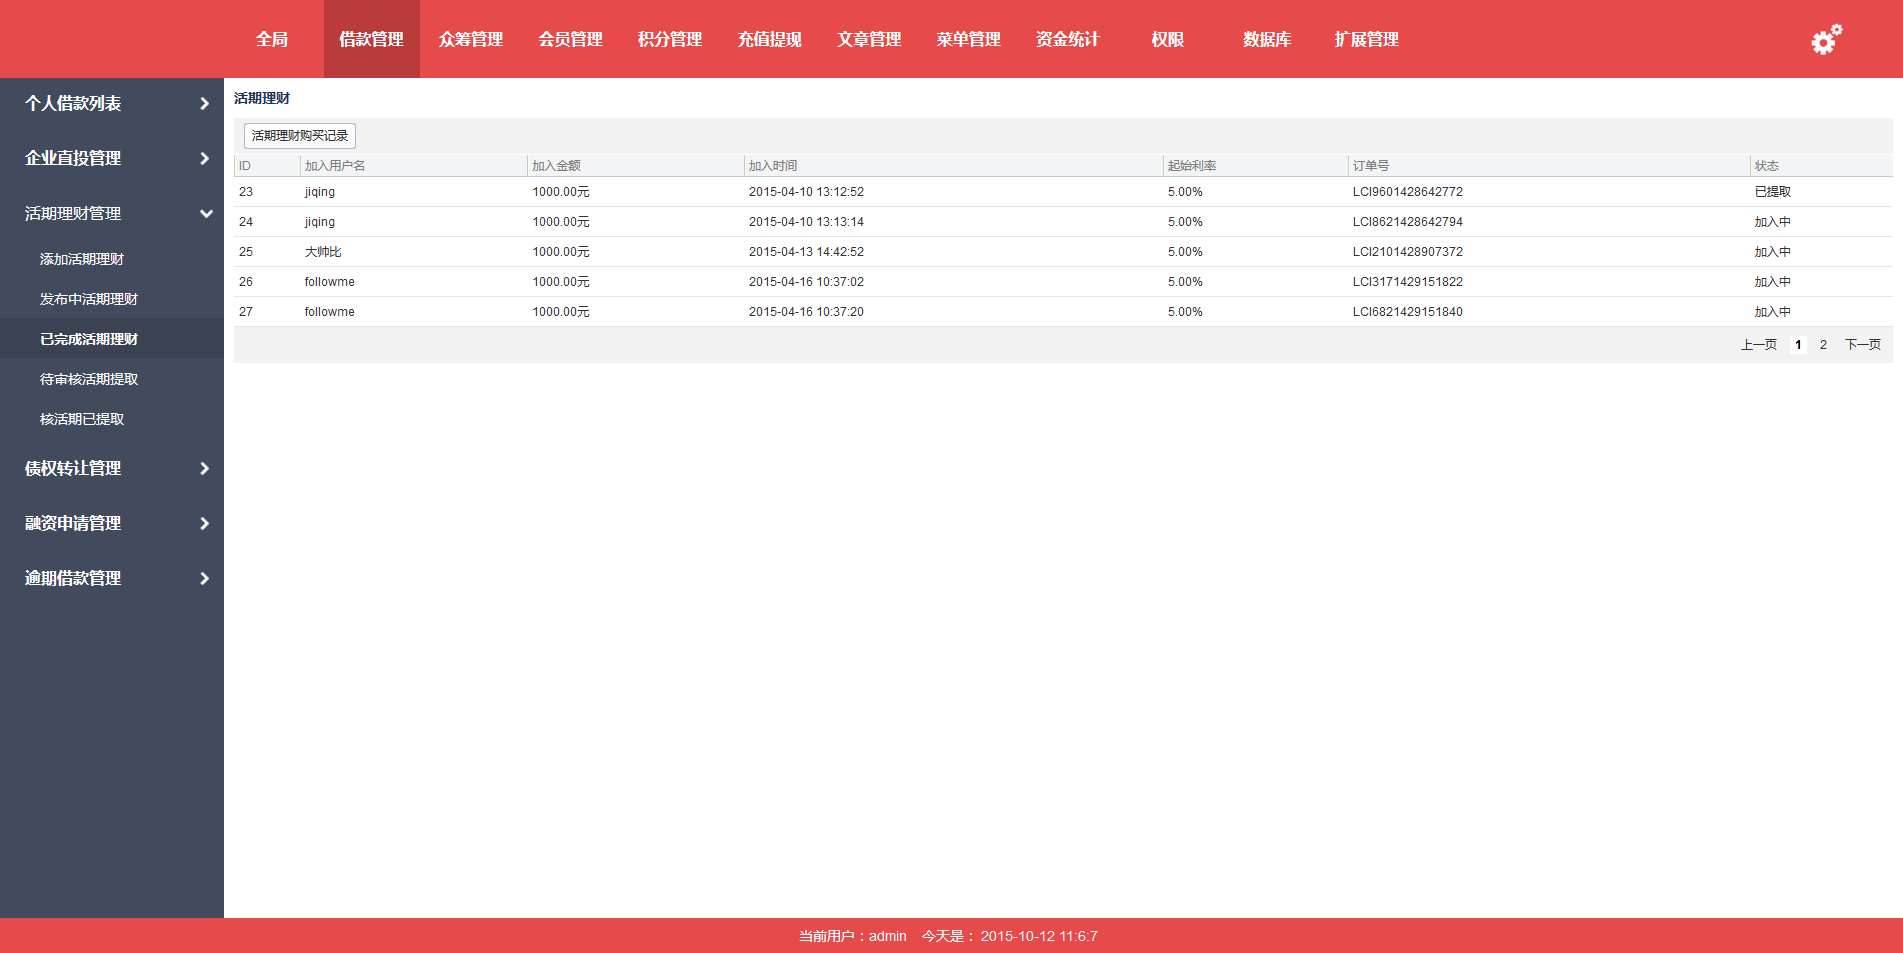 全局 借款管理 众筹管理 会员管理 积分管理 充值提现 文章管理 菜单管理 资金统计 权限 数据库 扩展管理
个人借款列表
企业直投管理
活期理财管理
添加活期理财
发布中活期理财
已完成活期理财
待审核活期提取
核活期已提取
债权转让管理
融资申请管理
逾期借款管理
活期理财
活期理财购买记录
ID 加入用户名 加入金额 加入时间 起始利率 订单号 状态
23 jiqing 1000.00元 2015-04-10 13:12:52 5.00% LCI9601428642772 已提取
24 jiqing 1000.00元 2015-04-10 13:13:14 5.00% LCI8621428642794 加入中
25 大帅比 1000.00元 2015-04-13 14:42:52 5.00% LCI2101428907372 加入中
26 followme 1000.00元 2015-04-16 10:37:02 5.00% LCI3171429151822 加入中
27 followme 1000.00元 2015-04-16 10:37:20 5.00% LCI6821429151840 加入中
上一页 1 2 下一页
当前用户：admin 今天是： 2015-10-12 11:6:7